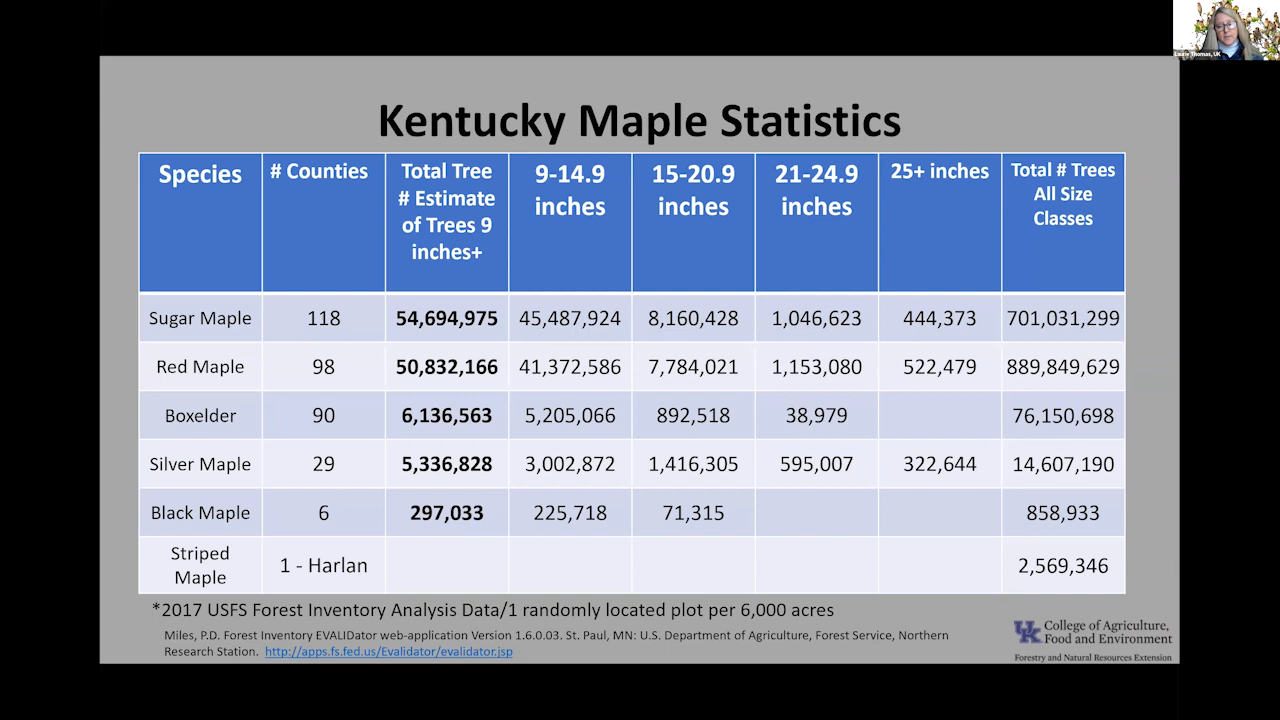 Laurie Thomas, UK
Kentucky Maple Statistics
Species # Counties Total Tree # Estimate of Trees 9 inches+ 9-14.9 inches 15-20.9 inches 21-24.9 inches 25+ inches Total # Trees All Size Classes
Sugar Maple 118 54,694,975 45,487,924 8,160,428 1,046,623 444,373 701,031,299
Red Maple 98 50,832,166 41,372,586 7,784,021 1,153,080 522,479 889,849,629
Boxelder 90 6,136,563 5,205,066 892,518 38,979 76,150,698
Silver Maple 29 5,336,828 3,002,872 1,416,305 595,007 322,644 14,607,190
Black Maple 6 297,033 225,718 71,315 858,933
Striped Maple 1 - Harlan 2,569,346
*2017 USFS Forest Inventory Analysis Data/1 randomly located plot per 6,000 acres
Miles, P.D. Forest Inventory EVALIDator web-application Version 1.6.0.03. St. Paul, MN: U.S. Department of Agriculture, Forest Service, Northern
Research Station. http://apps.fs.fed.us/Evalidator/evalidator.jsp
UK College of Agriculture,
Food and Environment
Forestry and Natural Resources Extension